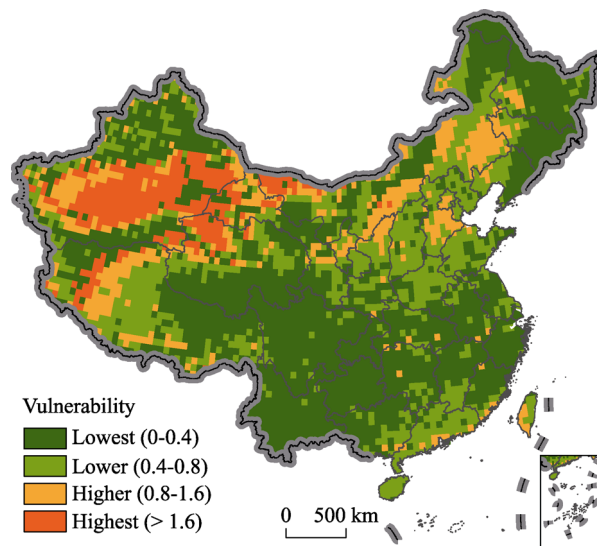 Vulnerability
Lowest (0-0.4)
Lower (0.4-0.8)
Higher (0.8-1.6)
Highest (> 1.6)
0 500 km